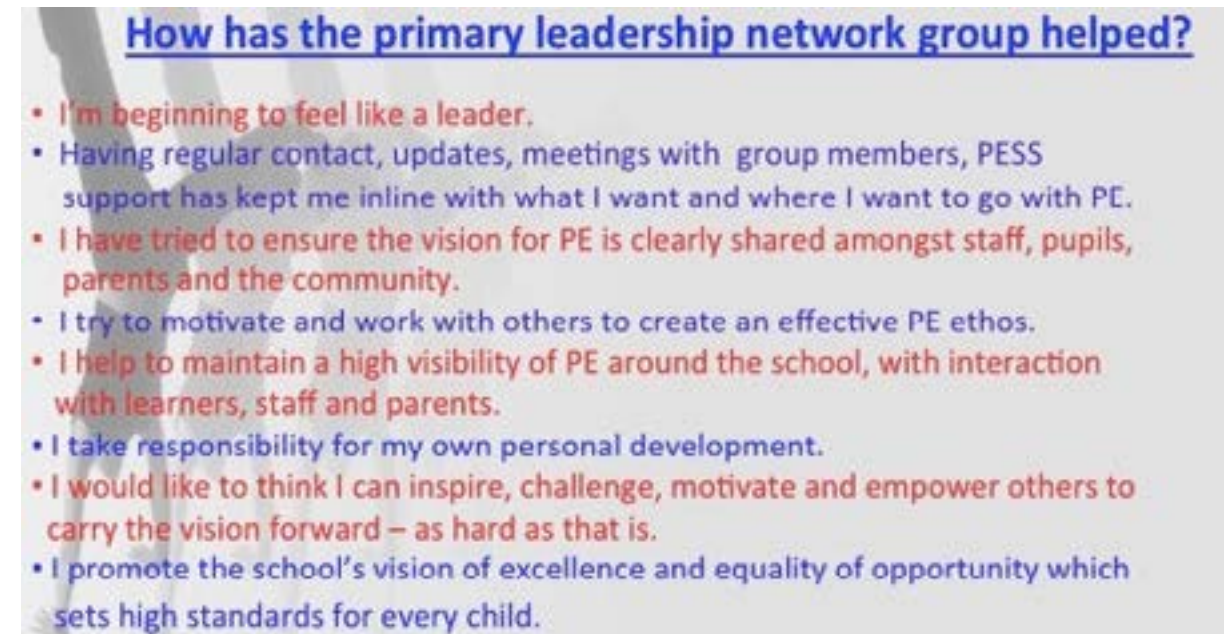 How has the primary leadership network group helped?
• I'm beginning to feel like a leader.
• Having regular contact, updates, meetings with group members, PESS
support has kept me inline with what I want and where I want to go with PE.
• I have tried to ensure the vision for PE is clearly shared amongst staff, pupils,
parents and the community.
• I try to motivate and work with others to create an effective PE ethos.
• I help to maintain a high visibility of PE around the school, with interaction
with learners, staff and parents.
• I take responsibility for my own personal development.
• I would like to think I can inspire, challenge, motivate and empower others to
carry the vision forward – as hard as that is.
• I promote the school's vision of excellence and equality of opportunity which
sets high standards for every child.